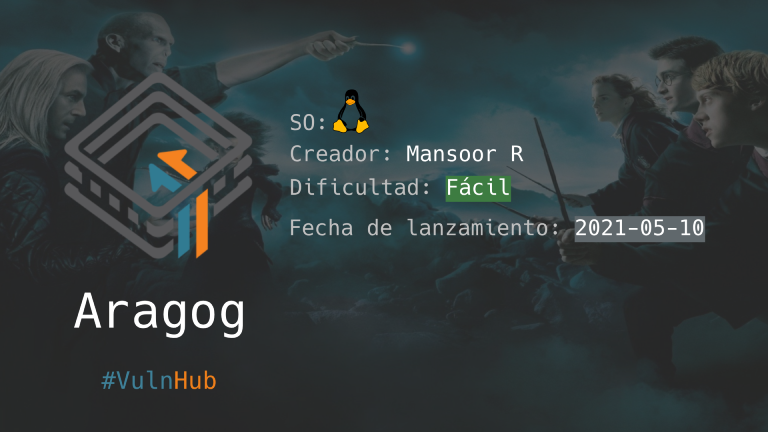 SO:
Creador: Mansoor R
Dificultad: Fácil
Fecha de lanzamiento: 2021-05-10
Aragog
#VulnHub